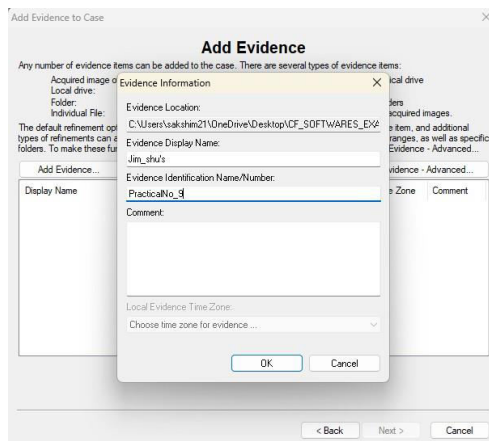 Add Evidence to Case
Add Evidence
Any number of evidence items can be added to the case. There are several types of evidence items:
Acquired image o
ical drive
Local drive:
Folder:
ders
Individual File:
acquired images.
The default refinement opt
e item, and additional
types of refinements can a
ranges, as well as specific
folders. To make these fur
Evidence - Advanced...
Add Evidence...
vidence - Advanced...
Display Name
e Zone
Comment
Evidence Information
Evidence Location:
C:\Users\sakshim21\OneDrive\Desktop\CF_SOFTWARES_EXA
Evidence Display Name:
Jim_shu's
Evidence Identification Name/Number:
PracticalNo_9
Comment:
Local Evidence Time Zone:
Choose time zone for evidence ...
OK
Cancel
< Back
Next >
Cancel